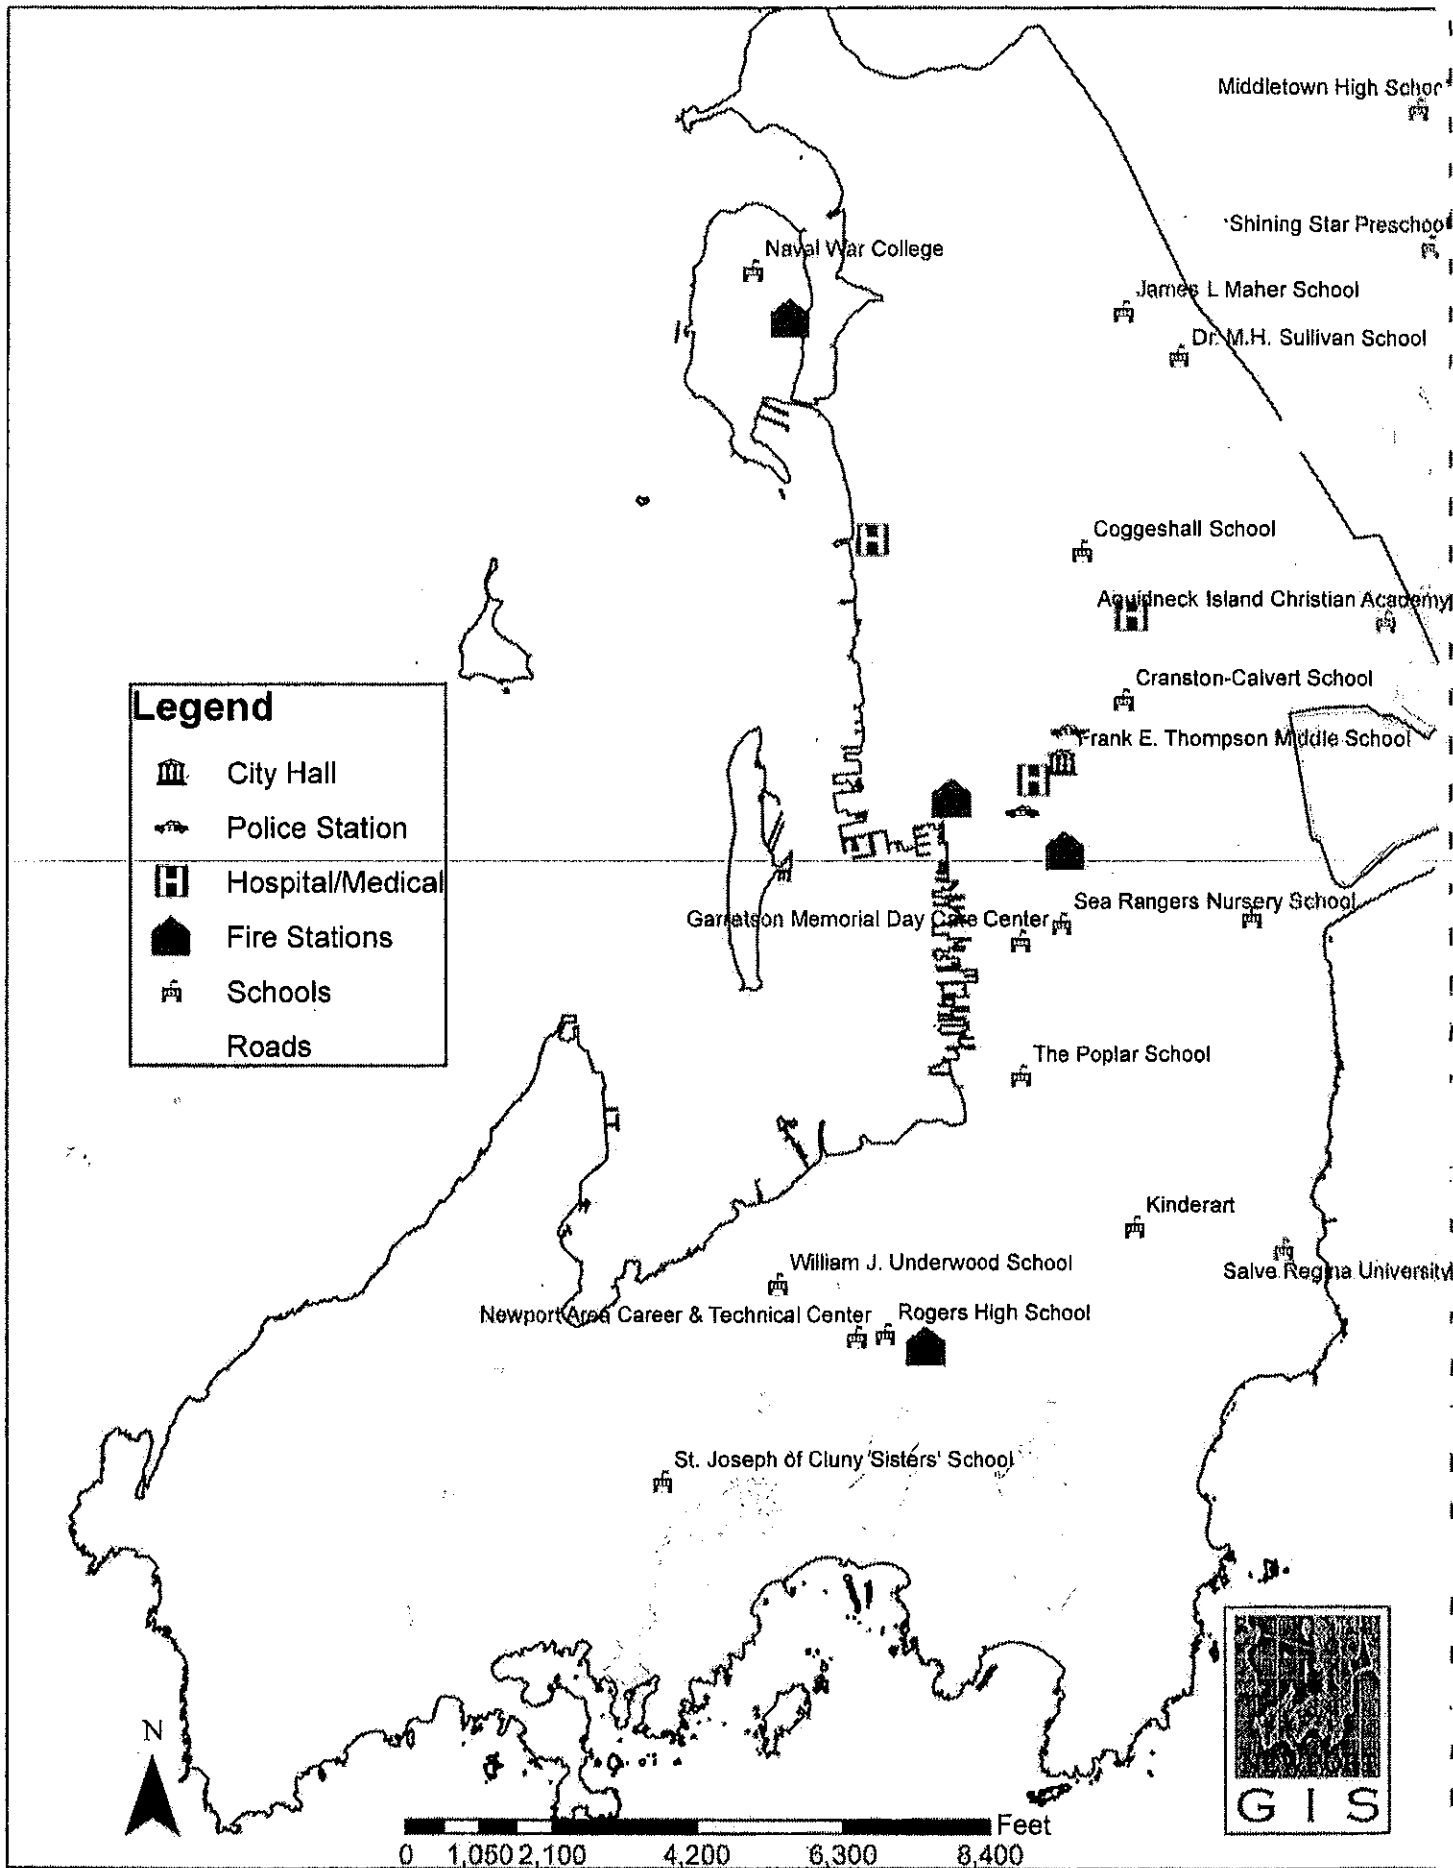 Middletown High School
Shining Star Preschool
Naval War College
James L Maher School
Dr. M.H. Sullivan School
Coggeshall School
Aquidneck Island Christian Academy
Cranston-Calvert School
Frank E. Thompson Middle School
Legend
City Hall
Police Station
H Hospital/Medical
Fire Stations
Schools
Roads
Sea Rangers Nursery School
Garretson Memorial Day Care Center
The Poplar School
Kinderart
Salve Regina University
William J. Underwood School
Newport Area Career & Technical Center
Rogers High School
St. Joseph of Cluny Sisters' School
N
Feet
0 1,050 2,100 4,200 6,300 8,400
GIS